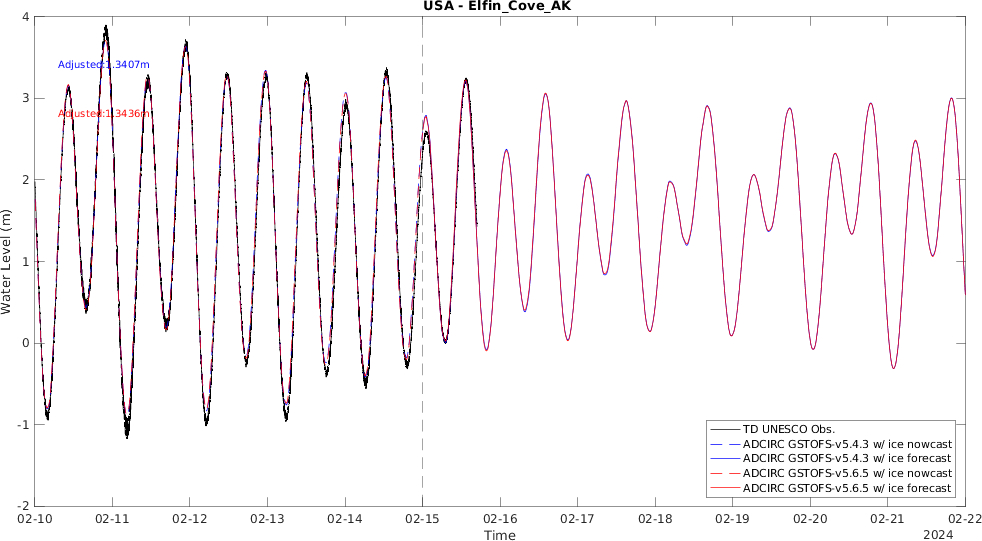 USA - Elfin_Cove_AK
4
3
2
1
0
-1
-2
Water Level (m)
Adjusted:1.3407m
Adjusted:1.3436m
TD UNESCO Obs.
ADCIRC GSTOFS-v5.4.3 w/ ice nowcast
ADCIRC GSTOFS-v5.4.3 w/ ice forecast
ADCIRC GSTOFS-v5.6.5 w/ ice nowcast
ADCIRC GSTOFS-v5.6.5 w/ ice forecast
02-10 02-11 02-12 02-13 02-14 02-15 02-16 02-17 02-18 02-19 02-20 02-21 02-22
Time
2024